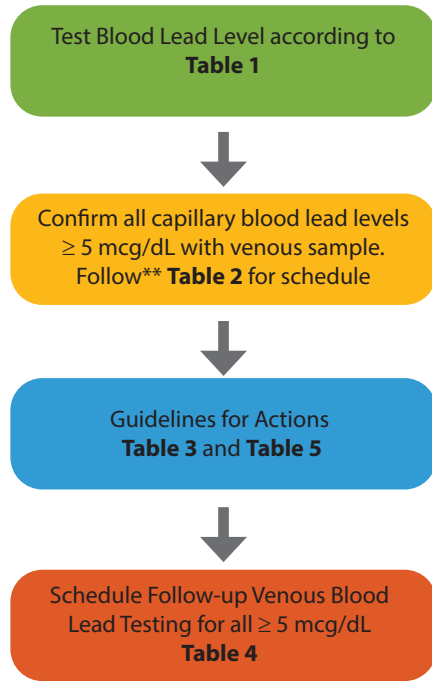 Test Blood Lead Level according to
Table 1
Confirm all capillary blood lead levels
≥ 5 mcg/dL with venous sample.
Follow** Table 2 for schedule
Guidelines for Actions
Table 3 and Table 5
Schedule Follow-up Venous Blood
Lead Testing for all ≥ 5 mcg/dL
Table 4